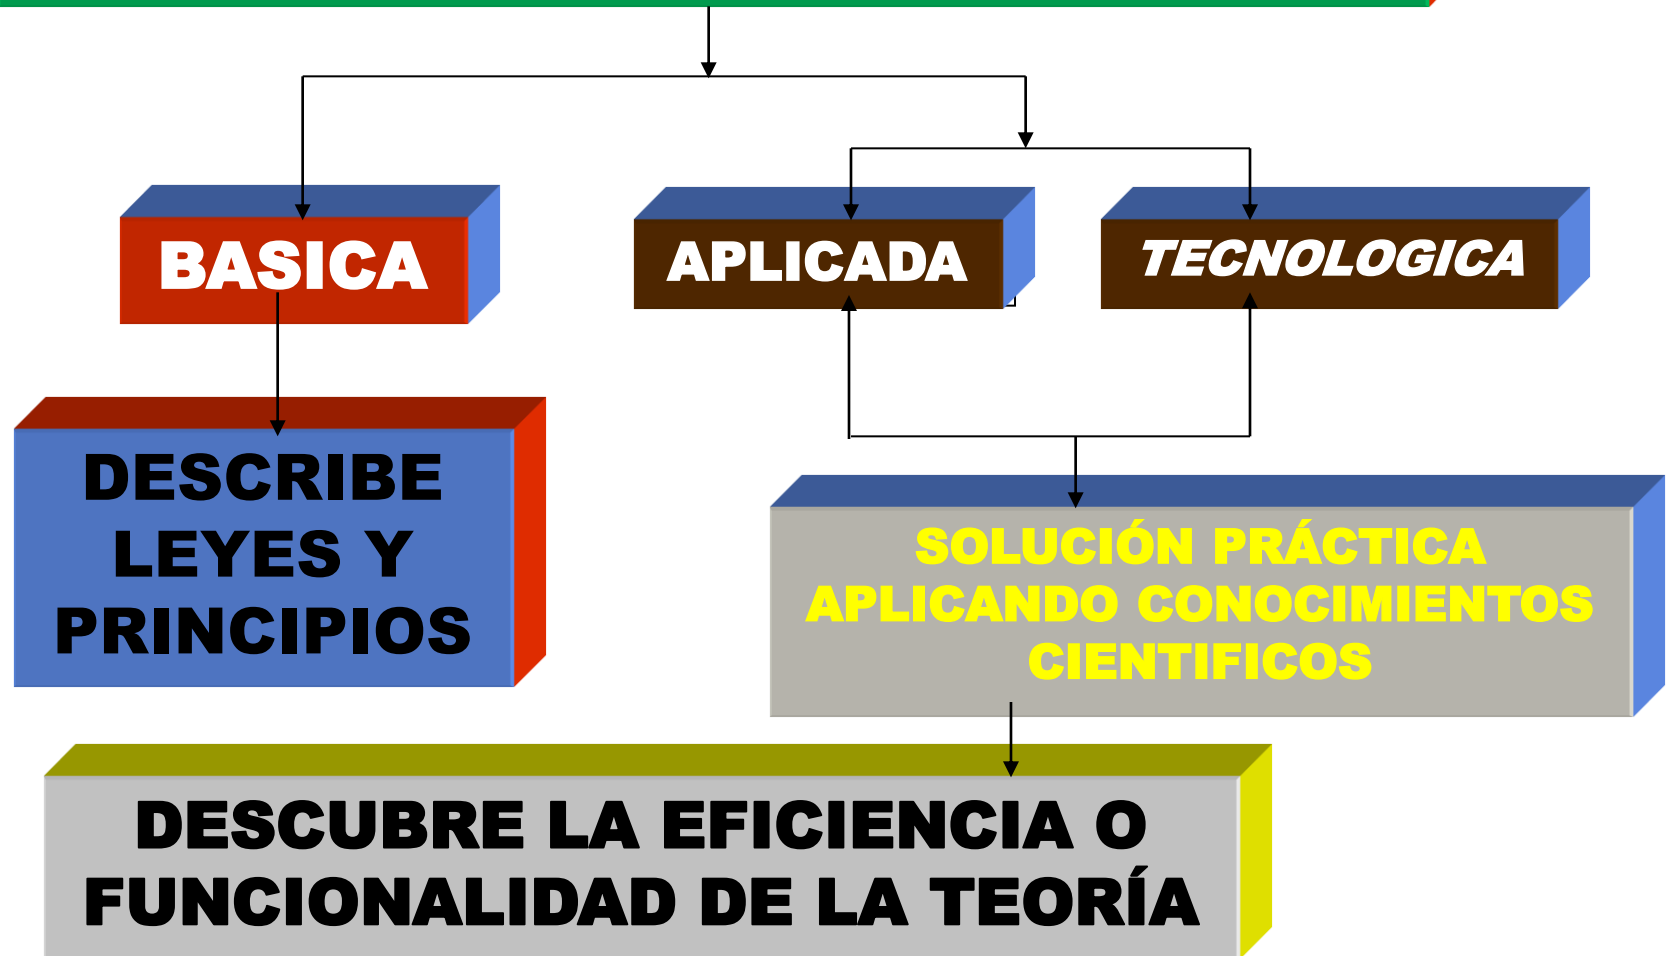 BASICA
APLICADA
TECNOLOGICA
DESCRIBE
LEYES Y
PRINCIPIOS
SOLUCIÓN PRÁCTICA
APLICANDO CONOCIMIENTOS
CIENTIFICOS
DESCUBRE LA EFICIENCIA O
FUNCIONALIDAD DE LA TEORÍA